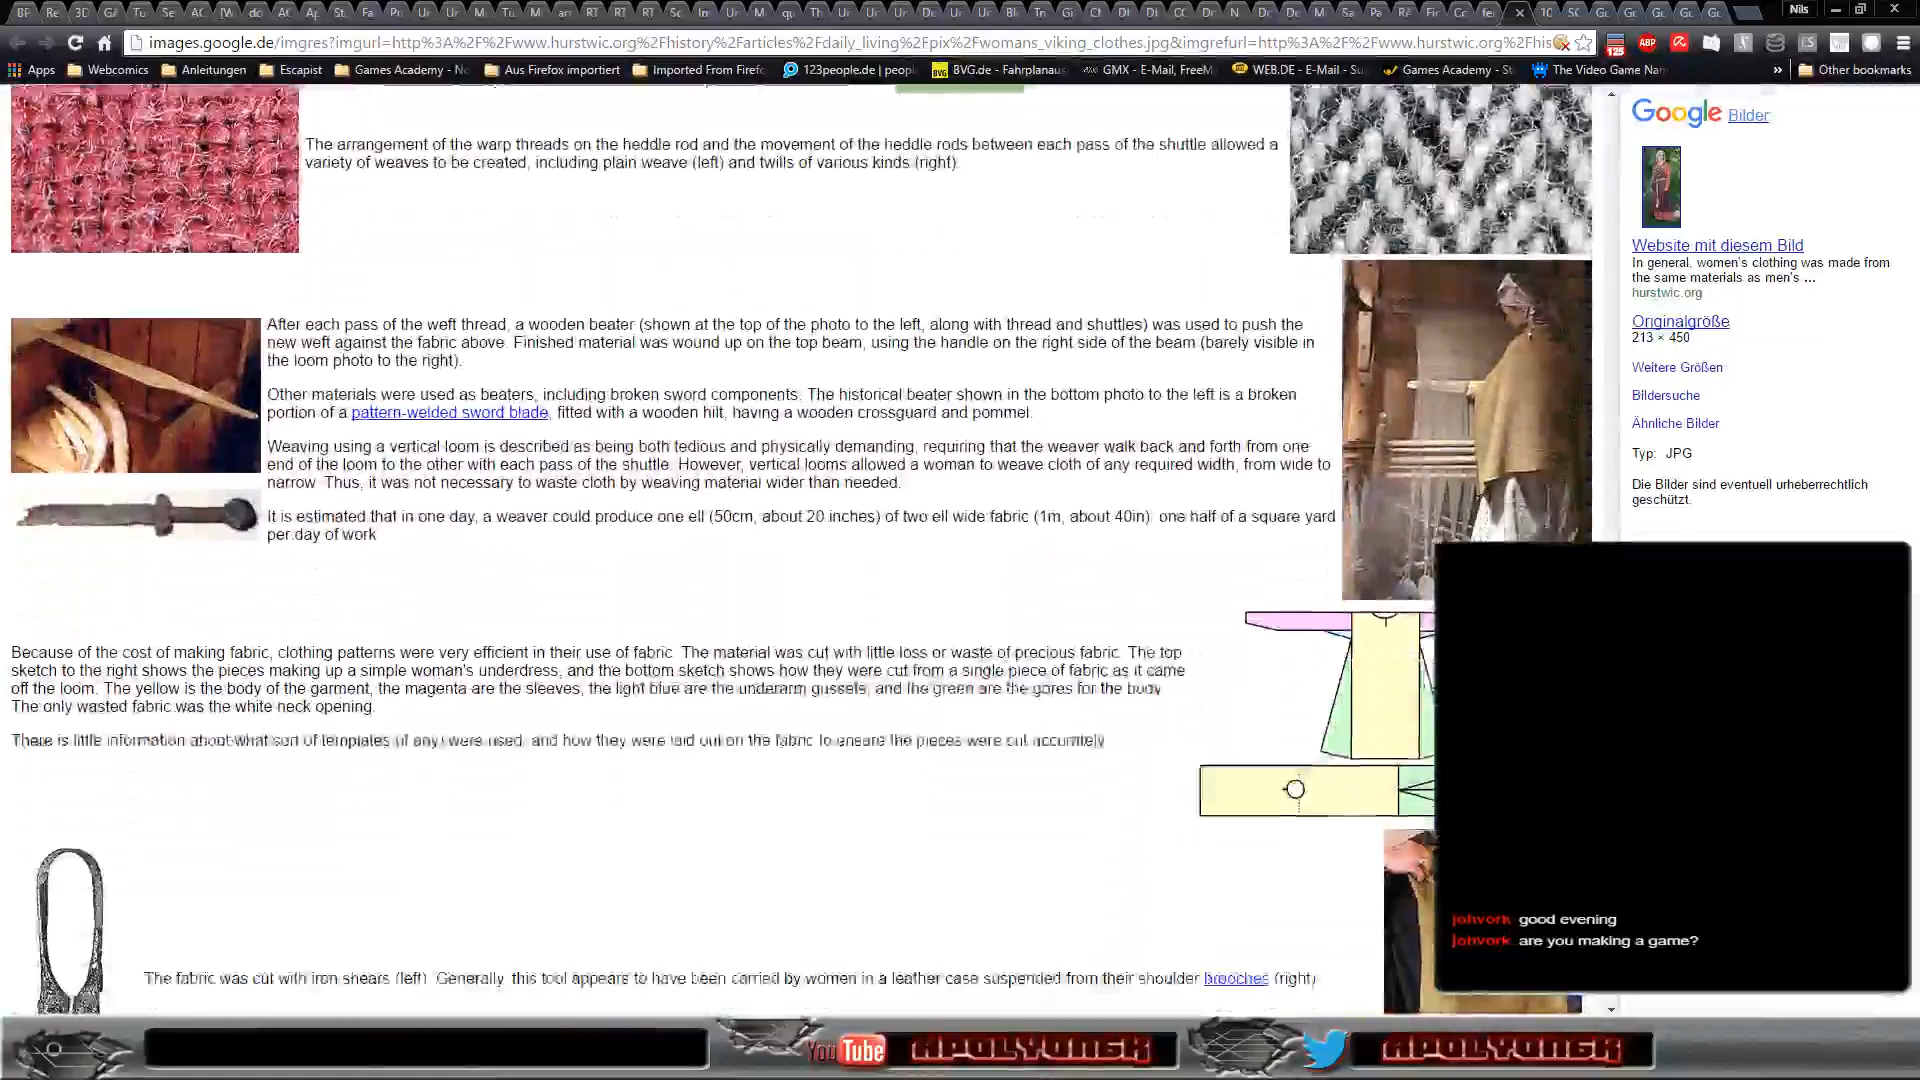 Nils
images.google.de/imgres?imgurl=http%3A%2F%2Fwww.hurstwic.org%2Fhistory%2Farticles%2Fdaily_living%2Fpix%2Fwomans_viking_clothes.jpg&imgrefurl=http%3A%2F%2Fwww.hurstwic.org%2Fhis
125
ABP
Apps
Webcomics
Anleitungen
Escapist
Games Academy - Ne
Aus Firefox importiert
Imported From Firef
123people.de | peopl
BVG.de - Fahrplanaus
GMX - E-Mail, FreeM
WEB.DE - E-Mail - Su
Games Academy - St
The Video Game Nam
»
Other bookmarks
The arrangement of the warp threads on the heddle rod and the movement of the heddle rods between each pass of the shuttle allowed a
variety of weaves to be created, including plain weave (left) and twills of various kinds (right).
After each pass of the weft thread, a wooden beater (shown at the top of the photo to the left, along with thread and shuttles) was used to push the
new weft against the fabric above. Finished material was wound up on the top beam, using the handle on the right side of the beam (barely visible in
the loom photo to the right).
Other materials were used as beaters, including broken sword components. The historical beater shown in the bottom photo to the left is a broken
portion of a pattern-welded sword blade, fitted with a wooden hilt, having a wooden crossguard and pommel.
Weaving using a vertical loom is described as being both tedious and physically demanding, requiring that the weaver walk back and forth from one
end of the loom to the other with each pass of the shuttle. However, vertical looms allowed a woman to weave cloth of any required width, from wide to
narrow. Thus, it was not necessary to waste cloth by weaving material wider than needed.
It is estimated that in one day, a weaver could produce one ell (50cm, about 20 inches) of two ell wide fabric (1m, about 40in): one half of a square yard
per day of work
Because of the cost of making fabric, clothing patterns were very efficient in their use of fabric. The material was cut with little loss or waste of precious fabric. The top
sketch to the right shows the pieces making up a simple woman's underdress, and the bottom sketch shows how they were cut from a single piece of fabric as it came
off the loom. The yellow is the body of the garment, the magenta are the sleeves, the light blue are the underarm gussets, and the green are the gores for the body.
The only wasted fabric was the white neck opening.
There is little information about what sort of templates (if any) were used, and how they were laid out on the fabric to ensure the pieces were cut accurately.
The fabric was cut with iron shears (left). Generally, this tool appears to have been carried by women in a leather case suspended from their shoulder brooches (right)
Google Bilder
Website mit diesem Bild
In general, women's clothing was made from
the same materials as men's ...
hurstwic.org
Originalgröße
213 × 450
Weitere Größen
Bildersuche
Ähnliche Bilder
Typ: JPG
Die Bilder sind eventuell urheberrechtlich
geschützt.
johvork good evening
johvork are you making a game?
YouTube APOLYON6K
APOLYON6K